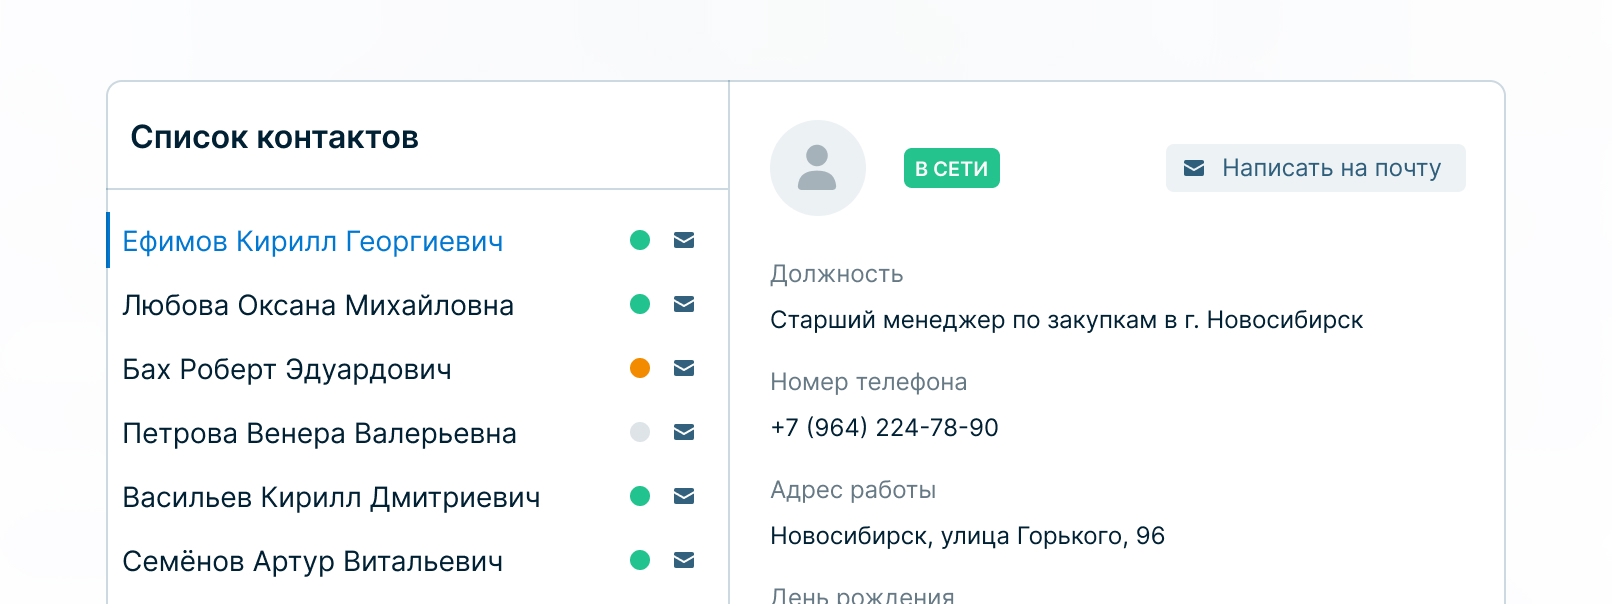 Список контактов
Ефимов Кирилл Георгиевич
Любова Оксана Михайловна
Бах Роберт Эдуардович
Петрова Венера Валерьевна
Васильев Кирилл Дмитриевич
Семёнов Артур Витальевич
В СЕТИ
Написать на почту
Должность
Старший менеджер по закупкам в г. Новосибирск
Номер телефона
+7 (964) 224-78-90
Адрес работы
Новосибирск, улица Горького, 96
День рождения